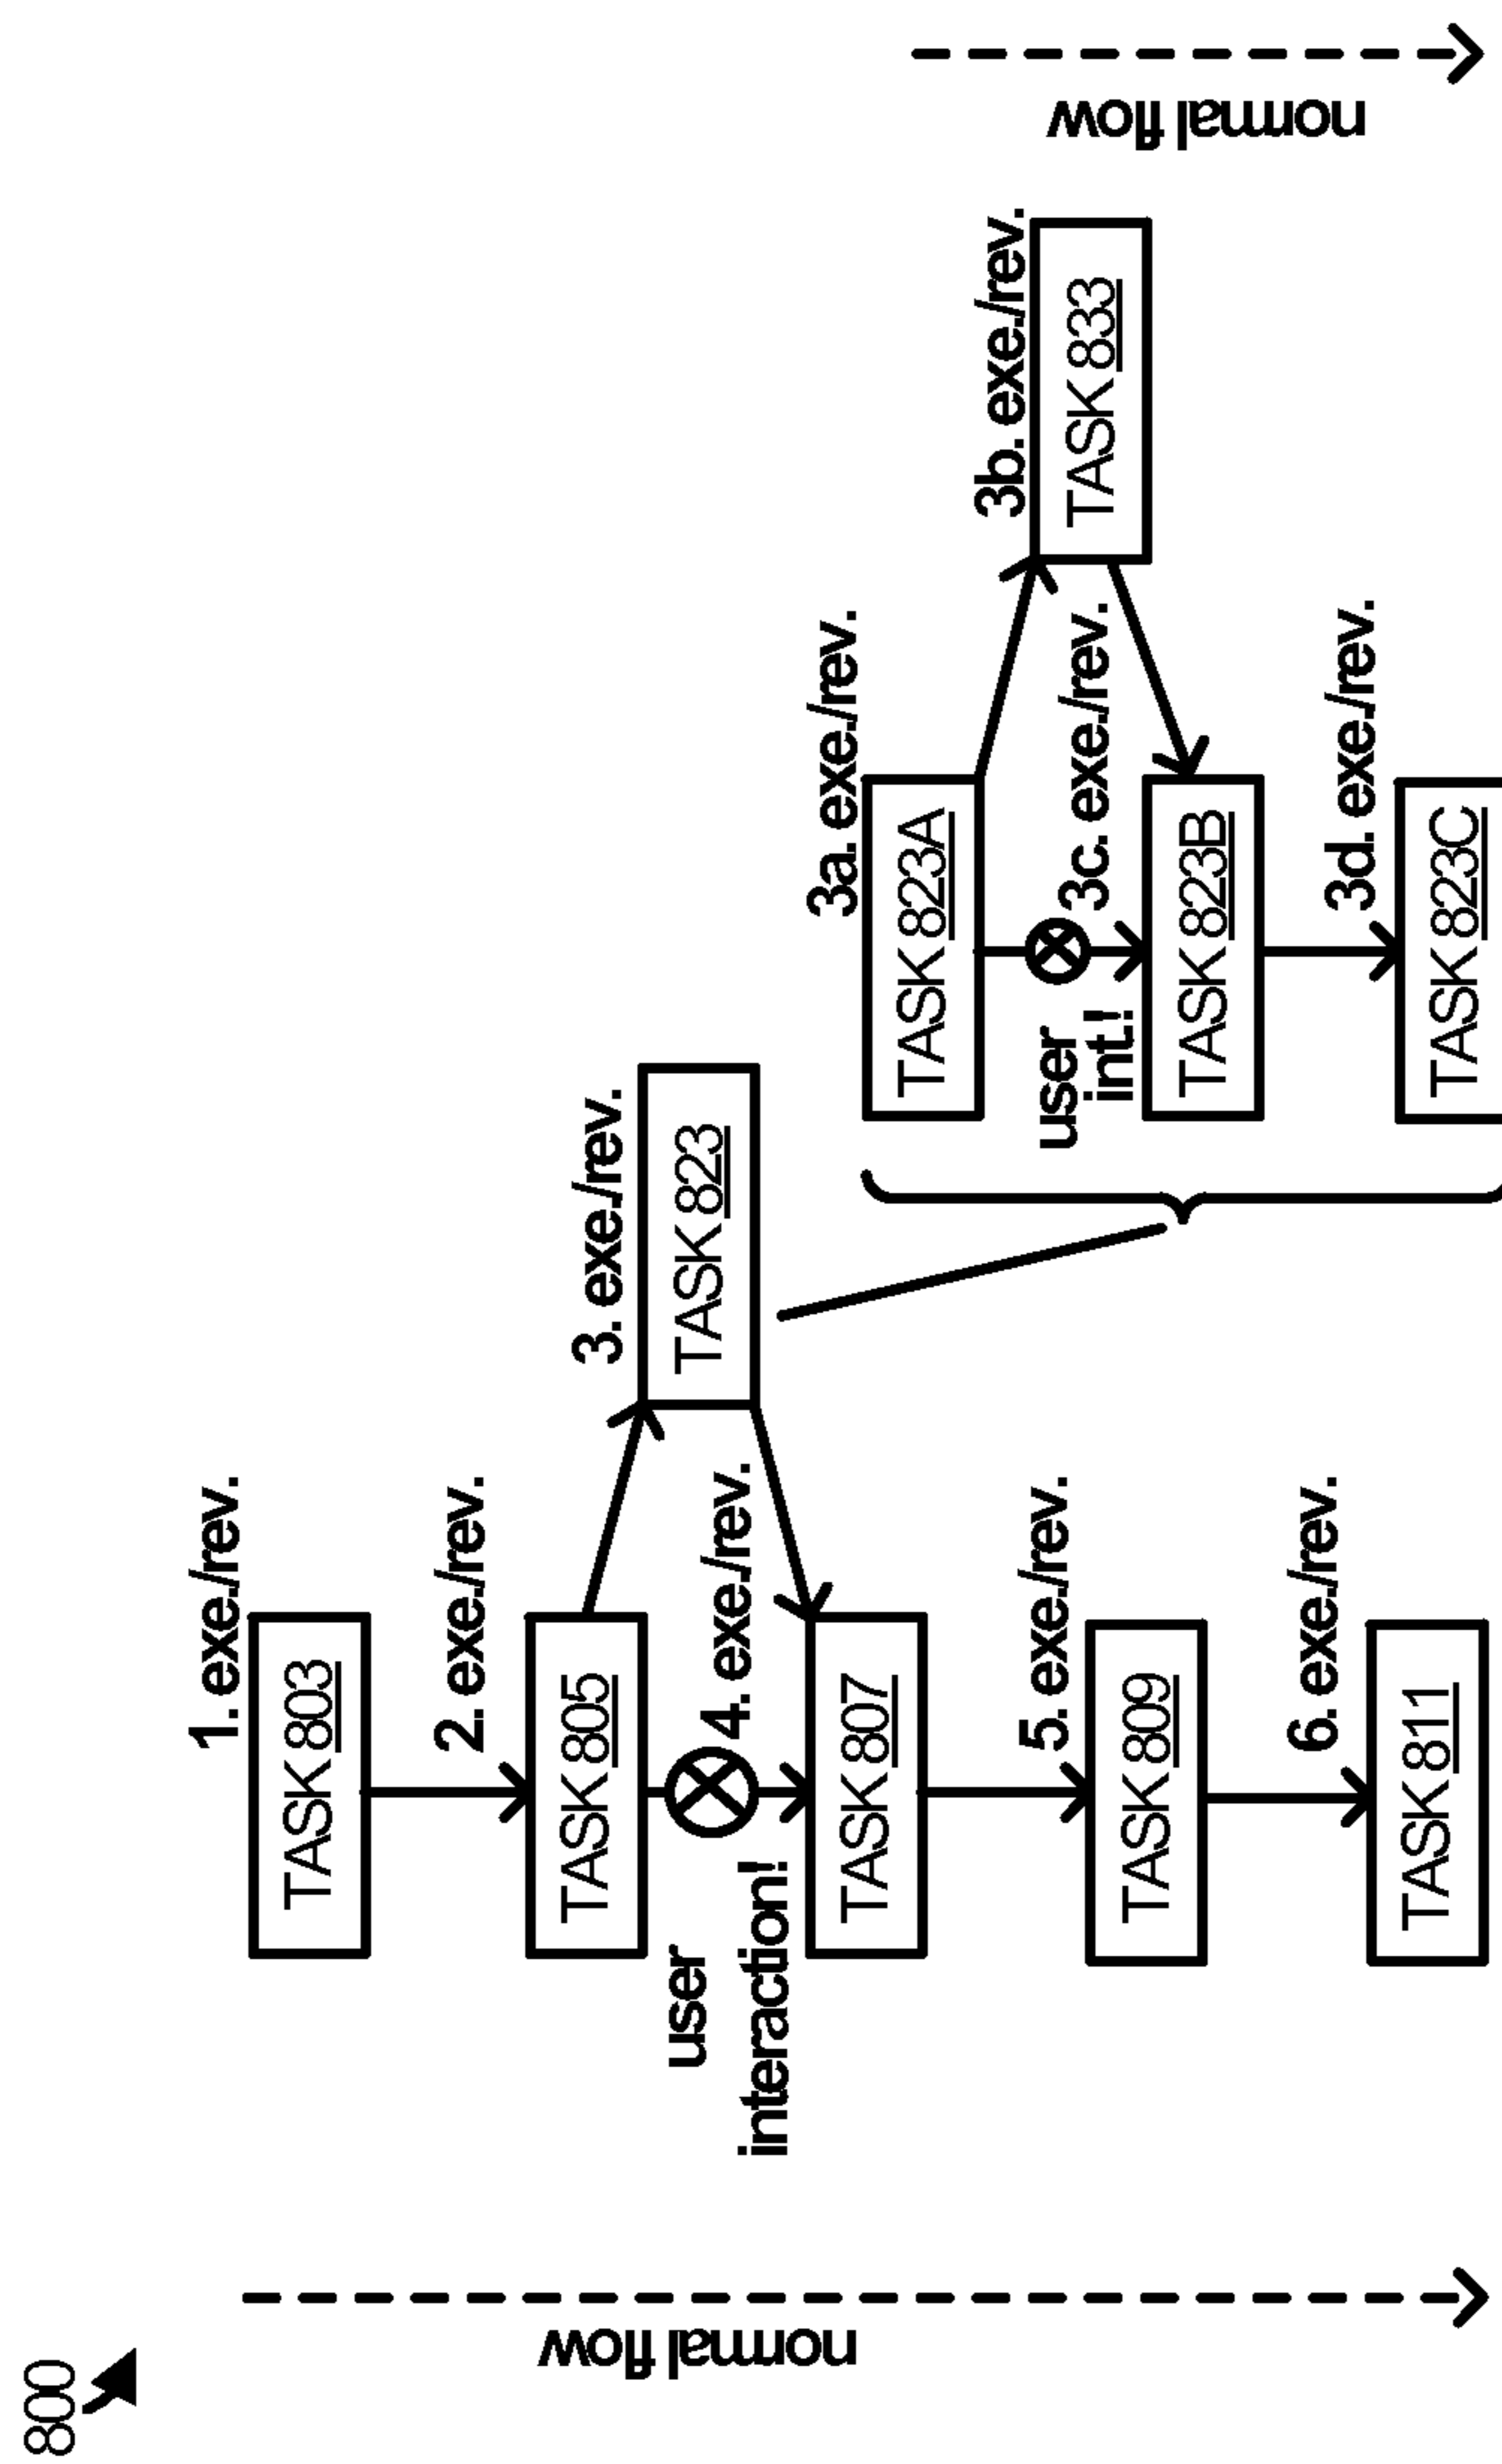 800
normal flow
1. exe./rev.
TASK 803
2. exe./rev.
TASK 805
user
interaction!
3. exe./rev.
TASK 823
4. exe./rev.
TASK 807
5. exe./rev.
TASK 809
6. exe./rev.
TASK 811
3a. exe./rev.
TASK 823A
user
int.!
3b. exe./rev.
TASK 833
3c. exe./rev.
TASK 823B
3d. exe./rev.
TASK 823C
normal flow